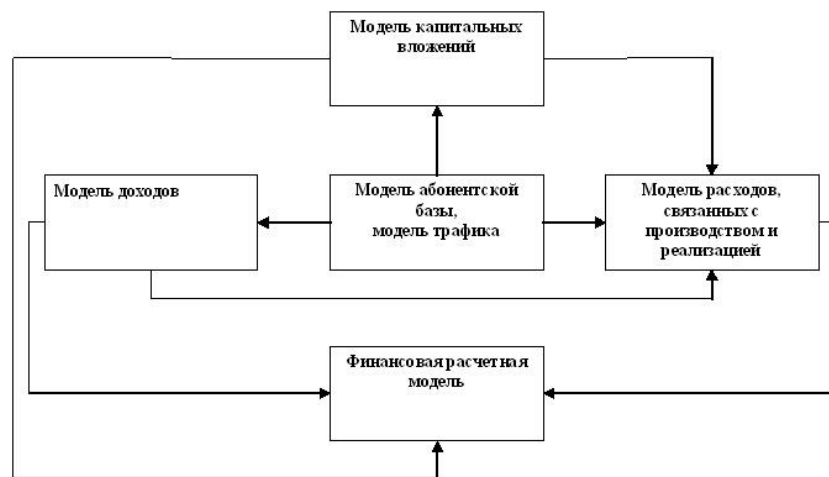 Модель капитальных
вложений
Модель доходов
Модель абонентской
базы,
модель трафика
Модель расходов,
связанных с
производством и
реализацией
Финансовая расчетная
модель